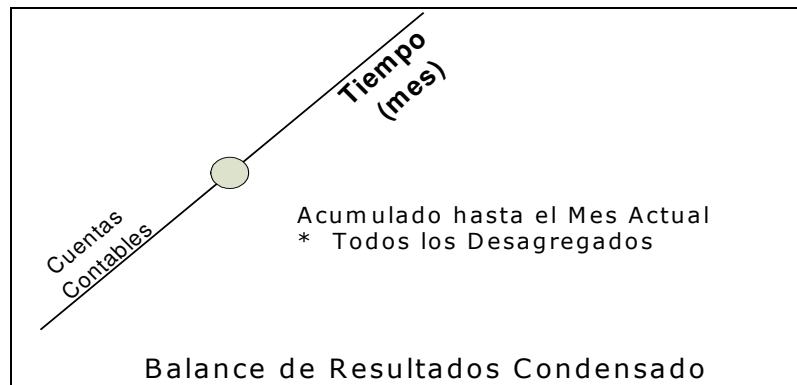 Tiempo
(mes)
Cuentas
Contables
Acumulado hasta el Mes Actual
* Todos los Desagregados
Balance de Resultados Condensado